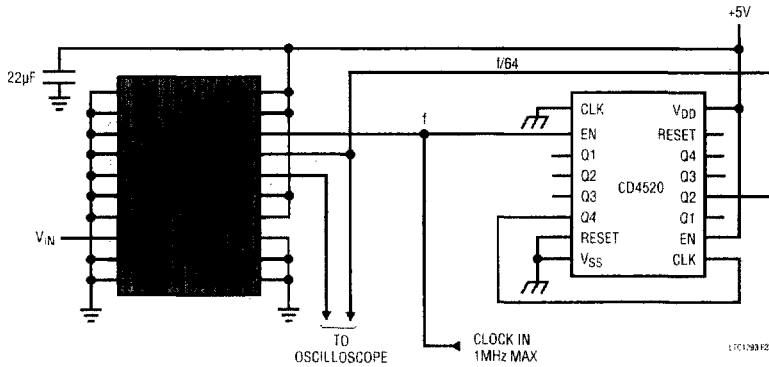 +5V
22µF
f/64
f
VIN
TO
OSCILLOSCOPE
CLOCK IN
1MHz MAX
CLK
EN
Q1
Q2
Q3
Q4
RESET
VSS
CD4520
VDD
RESET
Q4
Q3
Q2
Q1
EN
CLK